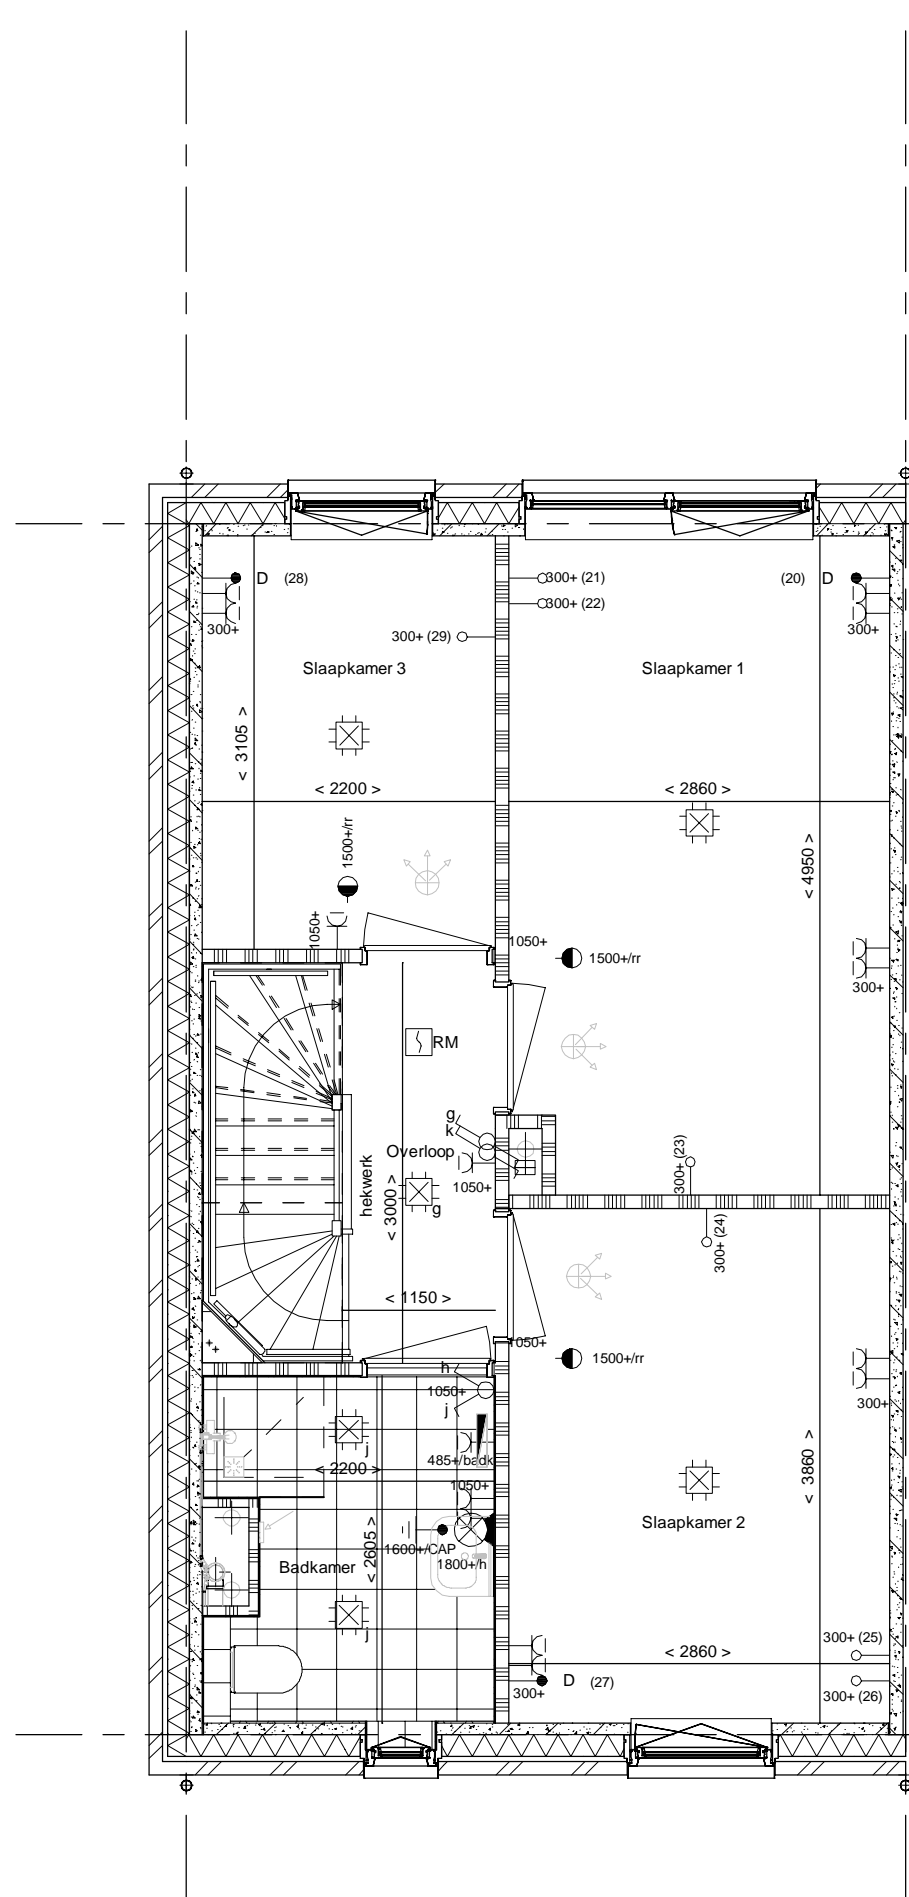 D (28)
300+ (21)
(20) D
300+ (22)
300+
300+
300+ (29)
Slaapkamer 3
Slaapkamer 1
< 3105 >
< 2200 >
< 2860 >
1500+/rr
< 4950 >
1050+
1050+
1500+/rr
300+
RM
g
k
Overloop
1050+
300+ (23)
hekwerk
< 3000 >
g
300+ (24)
< 1150 >
1050+
1500+/rr
h
1050+
j
300+
j
485+/badk
< 2200 >
1050+
< 3860 >
Slaapkamer 2
1600+/CAP
1800+/h
Badkamer
< 2605 >
j
300+ (25)
< 2860 >
D (27)
300+
300+ (26)